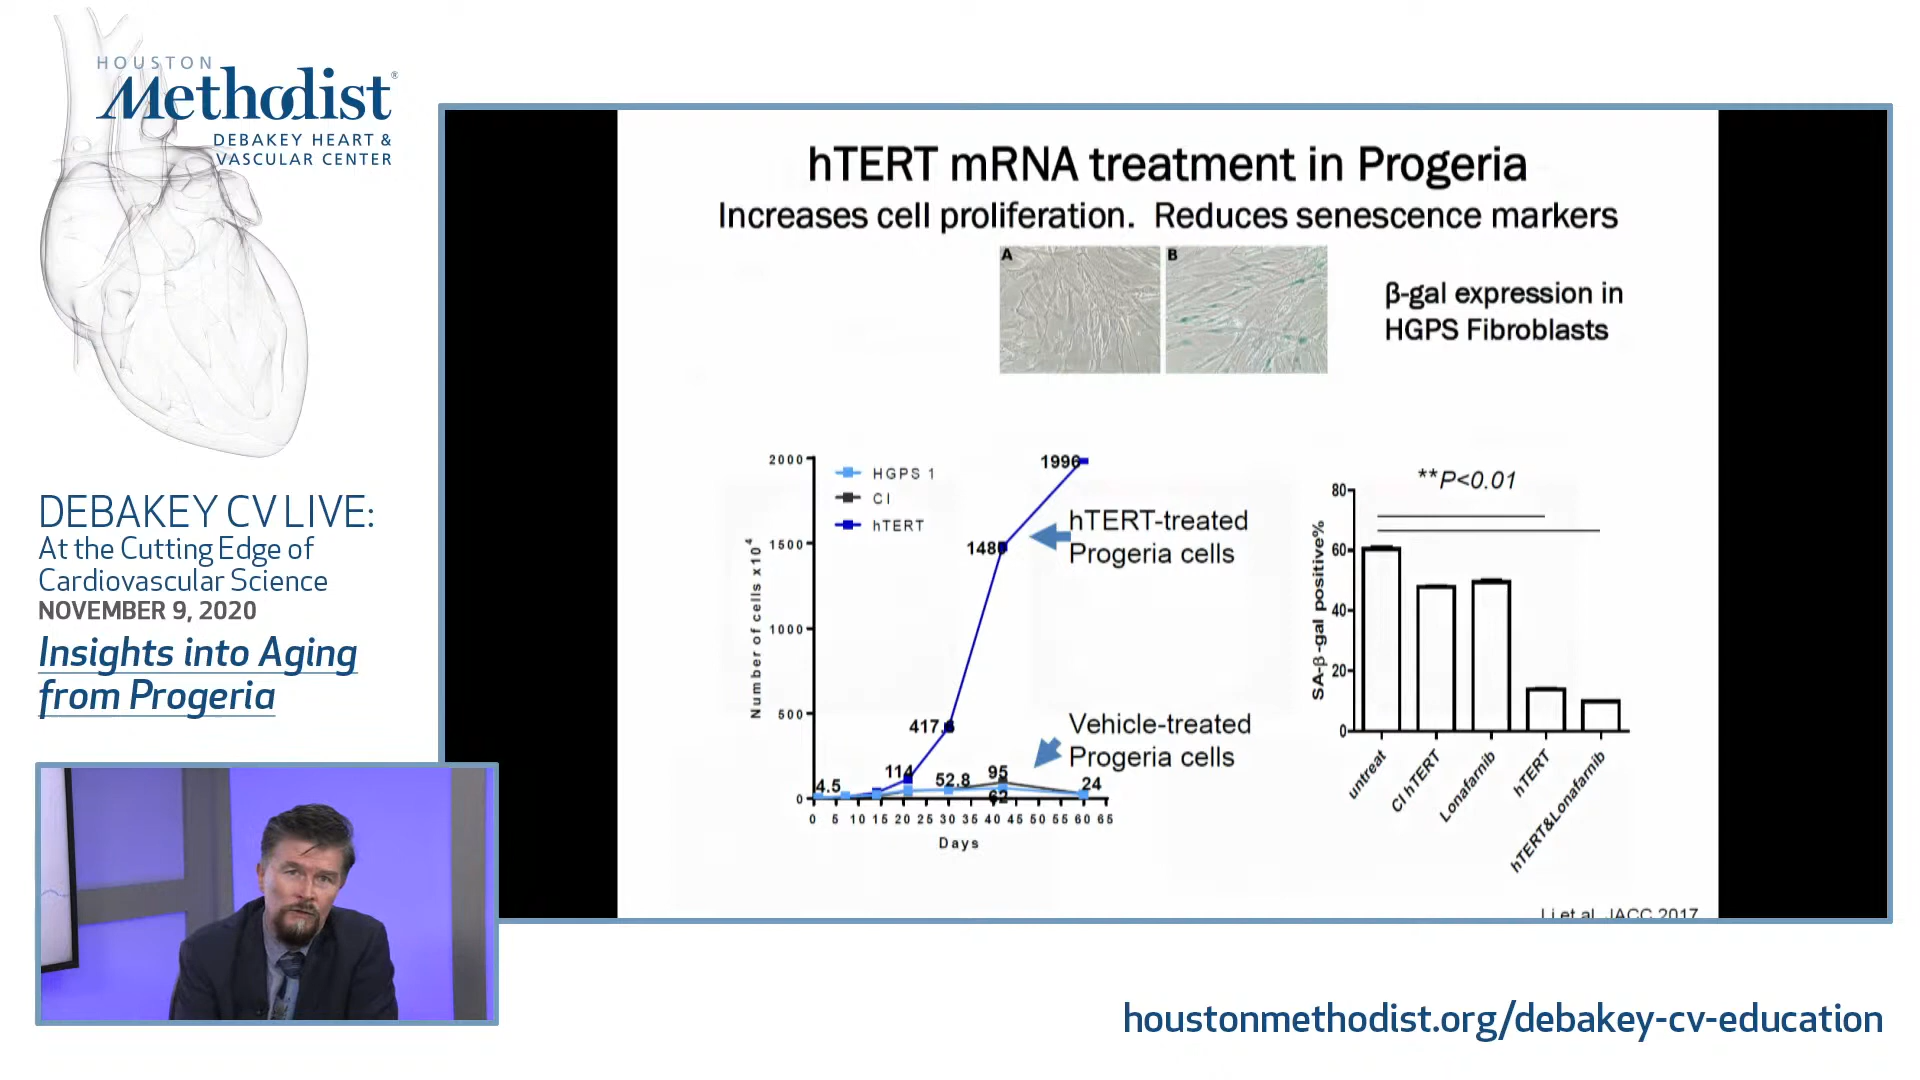 HOUSTON
Methodist®
DEBAKEY HEART &
VASCULAR CENTER
DEBAKEY CV LIVE:
At the Cutting Edge of
Cardiovascular Science
NOVEMBER 9, 2020
Insights into Aging
from Progeria
hTERT mRNA treatment in Progeria
Increases cell proliferation. Reduces senescence markers
A
B
β-gal expression in
HGPS Fibroblasts
Number of cells x10⁴
2000
1500
1000
500
0
HGPS 1
CI
hTERT
1996
148
417.6
114
4.5
52.8
95
62
24
hTERT-treated
Progeria cells
Vehicle-treated
Progeria cells
0 5 10 15 20 25 30 35 40 45 50 55 60 65
Days
**P<0.01
SA-β-gal positive%
80
60
40
20
0
untreat
CI hTERT
Lonafarnib
hTERT
hTERT&Lonafarnib
Li et al. JACC 2017
houstonmethodist.org/debakey-cv-education